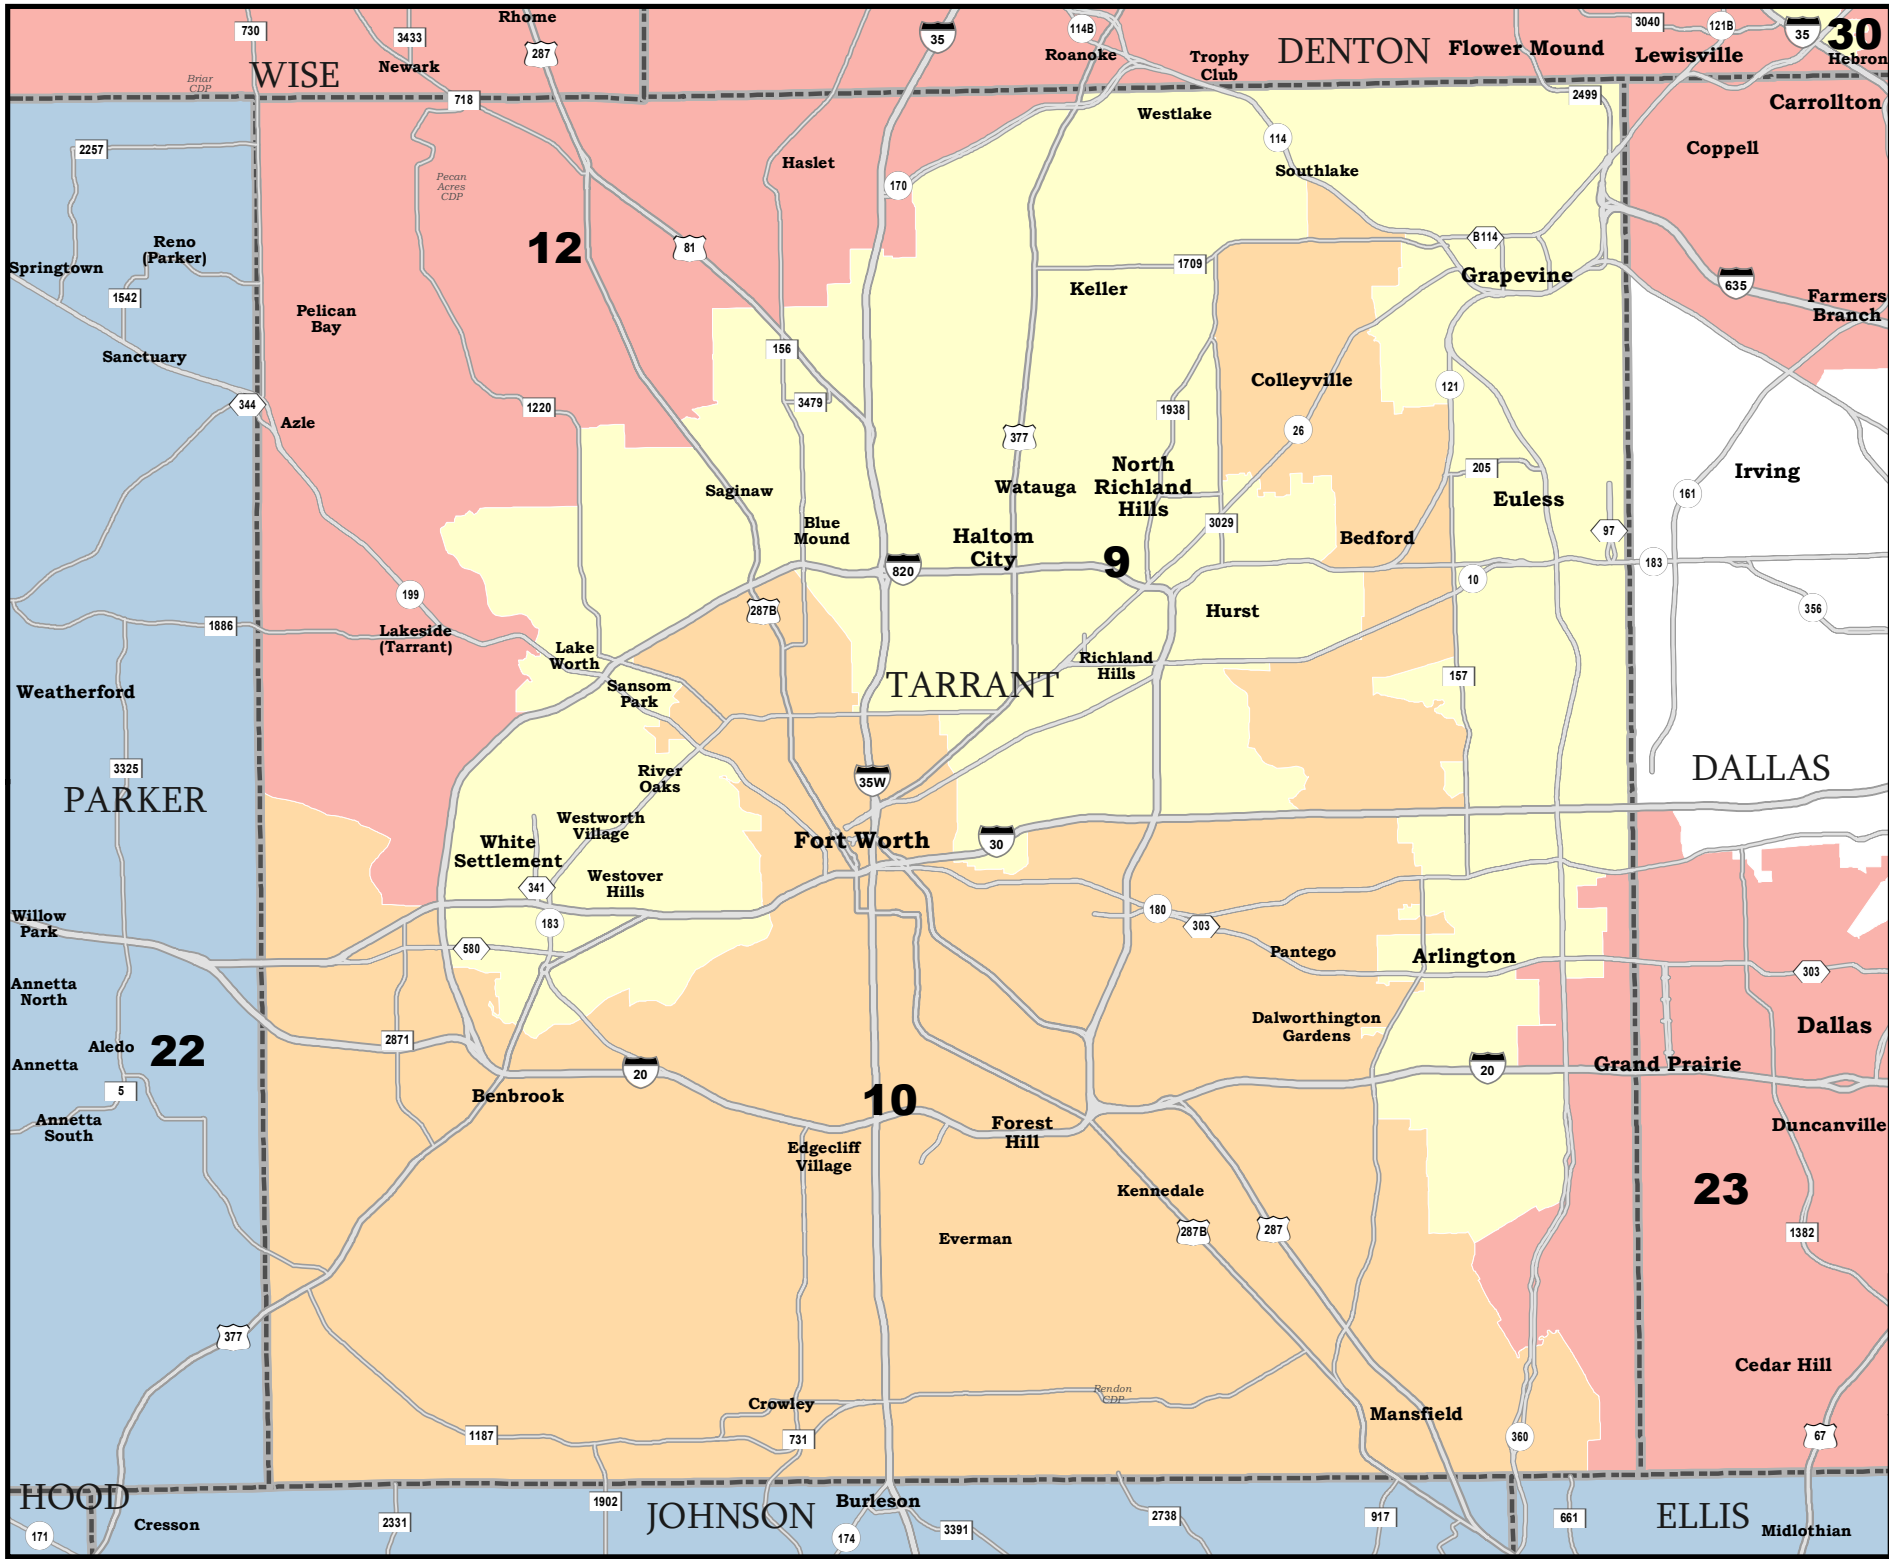 Rhome
730
3433
287
35
114B
3040
121B
35
30
Roanoke
Trophy
Club
DENTON
Flower Mound
Lewisville
Hebron
Newark
WISE
Briar
CDP
718
2499
Carrollton
Westlake
2257
114
Coppell
Haslet
Southlake
Pecan
Acres
CDP
170
Reno
(Parker)
12
81
B114
Springtown
1709
Grapevine
635
1542
Keller
Farmers
Branch
Pelican
Bay
Sanctuary
156
Colleyville
121
344
1220
3479
1938
Azle
26
377
North
Richland
Hills
205
Irving
Saginaw
Watauga
161
Euless
Blue
Mound
3029
97
Haltom
City
Bedford
9
820
183
10
199
287B
Hurst
356
1886
Lakeside
(Tarrant)
Lake
Worth
Richland
Hills
157
Sansom
Park
TARRANT
Weatherford
3325
River
Oaks
35W
DALLAS
PARKER
Westworth
Village
White
Settlement
Fort Worth
30
Westover
Hills
341
180
Willow
Park
183
303
580
Pantego
Arlington
303
Annetta
North
Dalworthington
Gardens
Dallas
2871
Aledo
22
Annetta
20
20
Grand Prairie
5
Benbrook
10
Annetta
South
Forest
Hill
Duncanville
Edgecliff
Village
Kennedale
23
287B
287
1382
Everman
377
Cedar Hill
Rendon
CDP
Crowley
Mansfield
1187
731
360
67
HOOD
1902
JOHNSON
Burleson
ELLIS
171
Cresson
2331
174
3391
2738
917
661
Midlothian